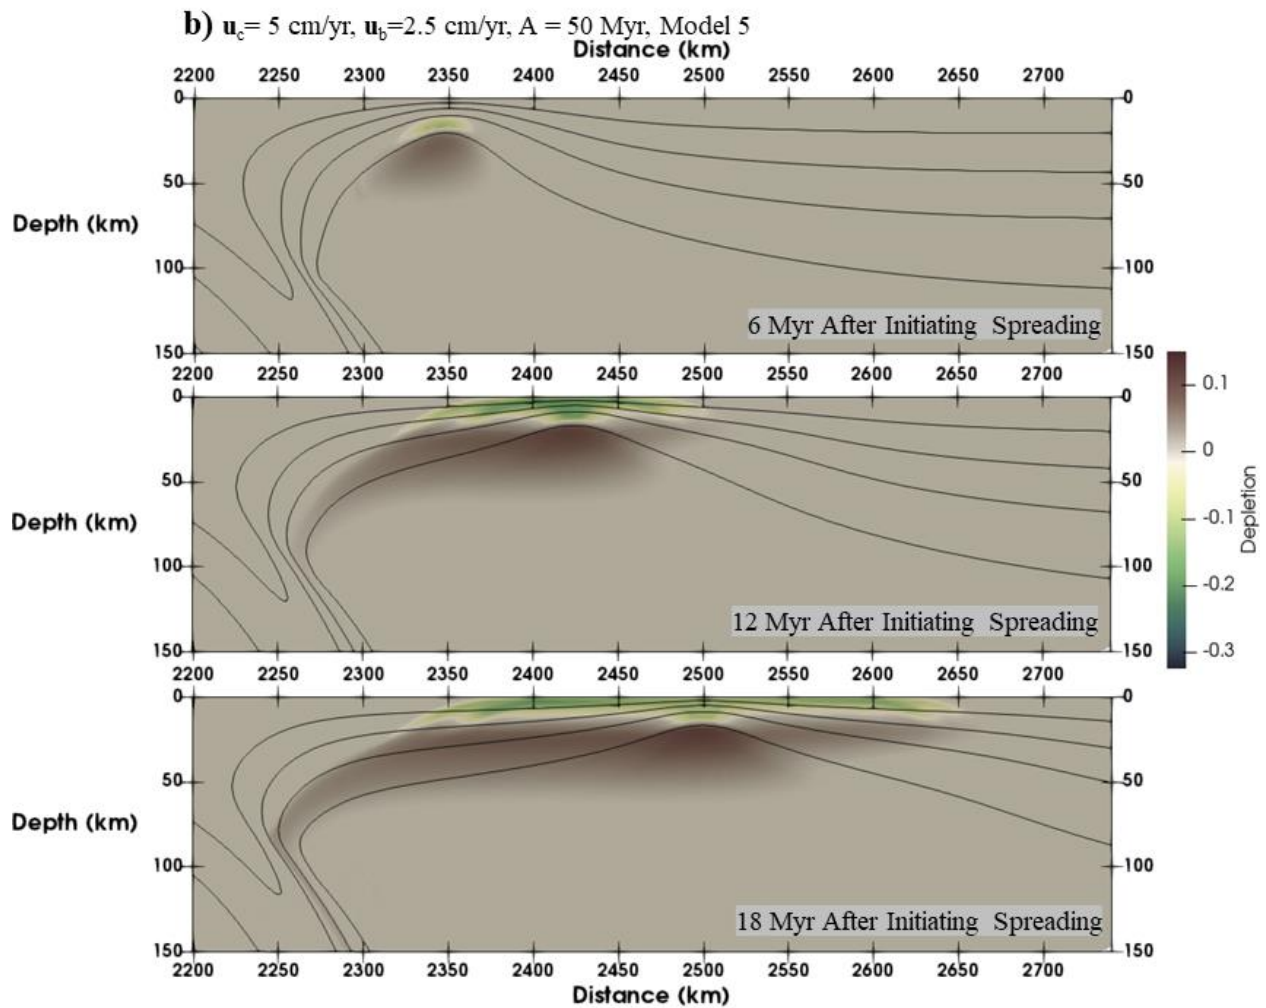 b) uc= 5 cm/yr, ub=2.5 cm/yr, A = 50 Myr, Model 5
Distance (km)
2200 2250 2300 2350 2400 2450 2500 2550 2600 2650 2700
0 0
50 50
Depth (km)
100 100
6 Myr After Initiating Spreading
150 150
2200 2250 2300 2350 2400 2450 2500 2550 2600 2650 2700
0 0
50 50
Depth (km)
100 100
12 Myr After Initiating Spreading
150 150
0.1
0
-0.1
-0.2
-0.3
Depletion
2200 2250 2300 2350 2400 2450 2500 2550 2600 2650 2700
0 0
50 50
Depth (km)
100 100
18 Myr After Initiating Spreading
150 150
2200 2250 2300 2350 2400 2450 2500 2550 2600 2650 2700
Distance (km)